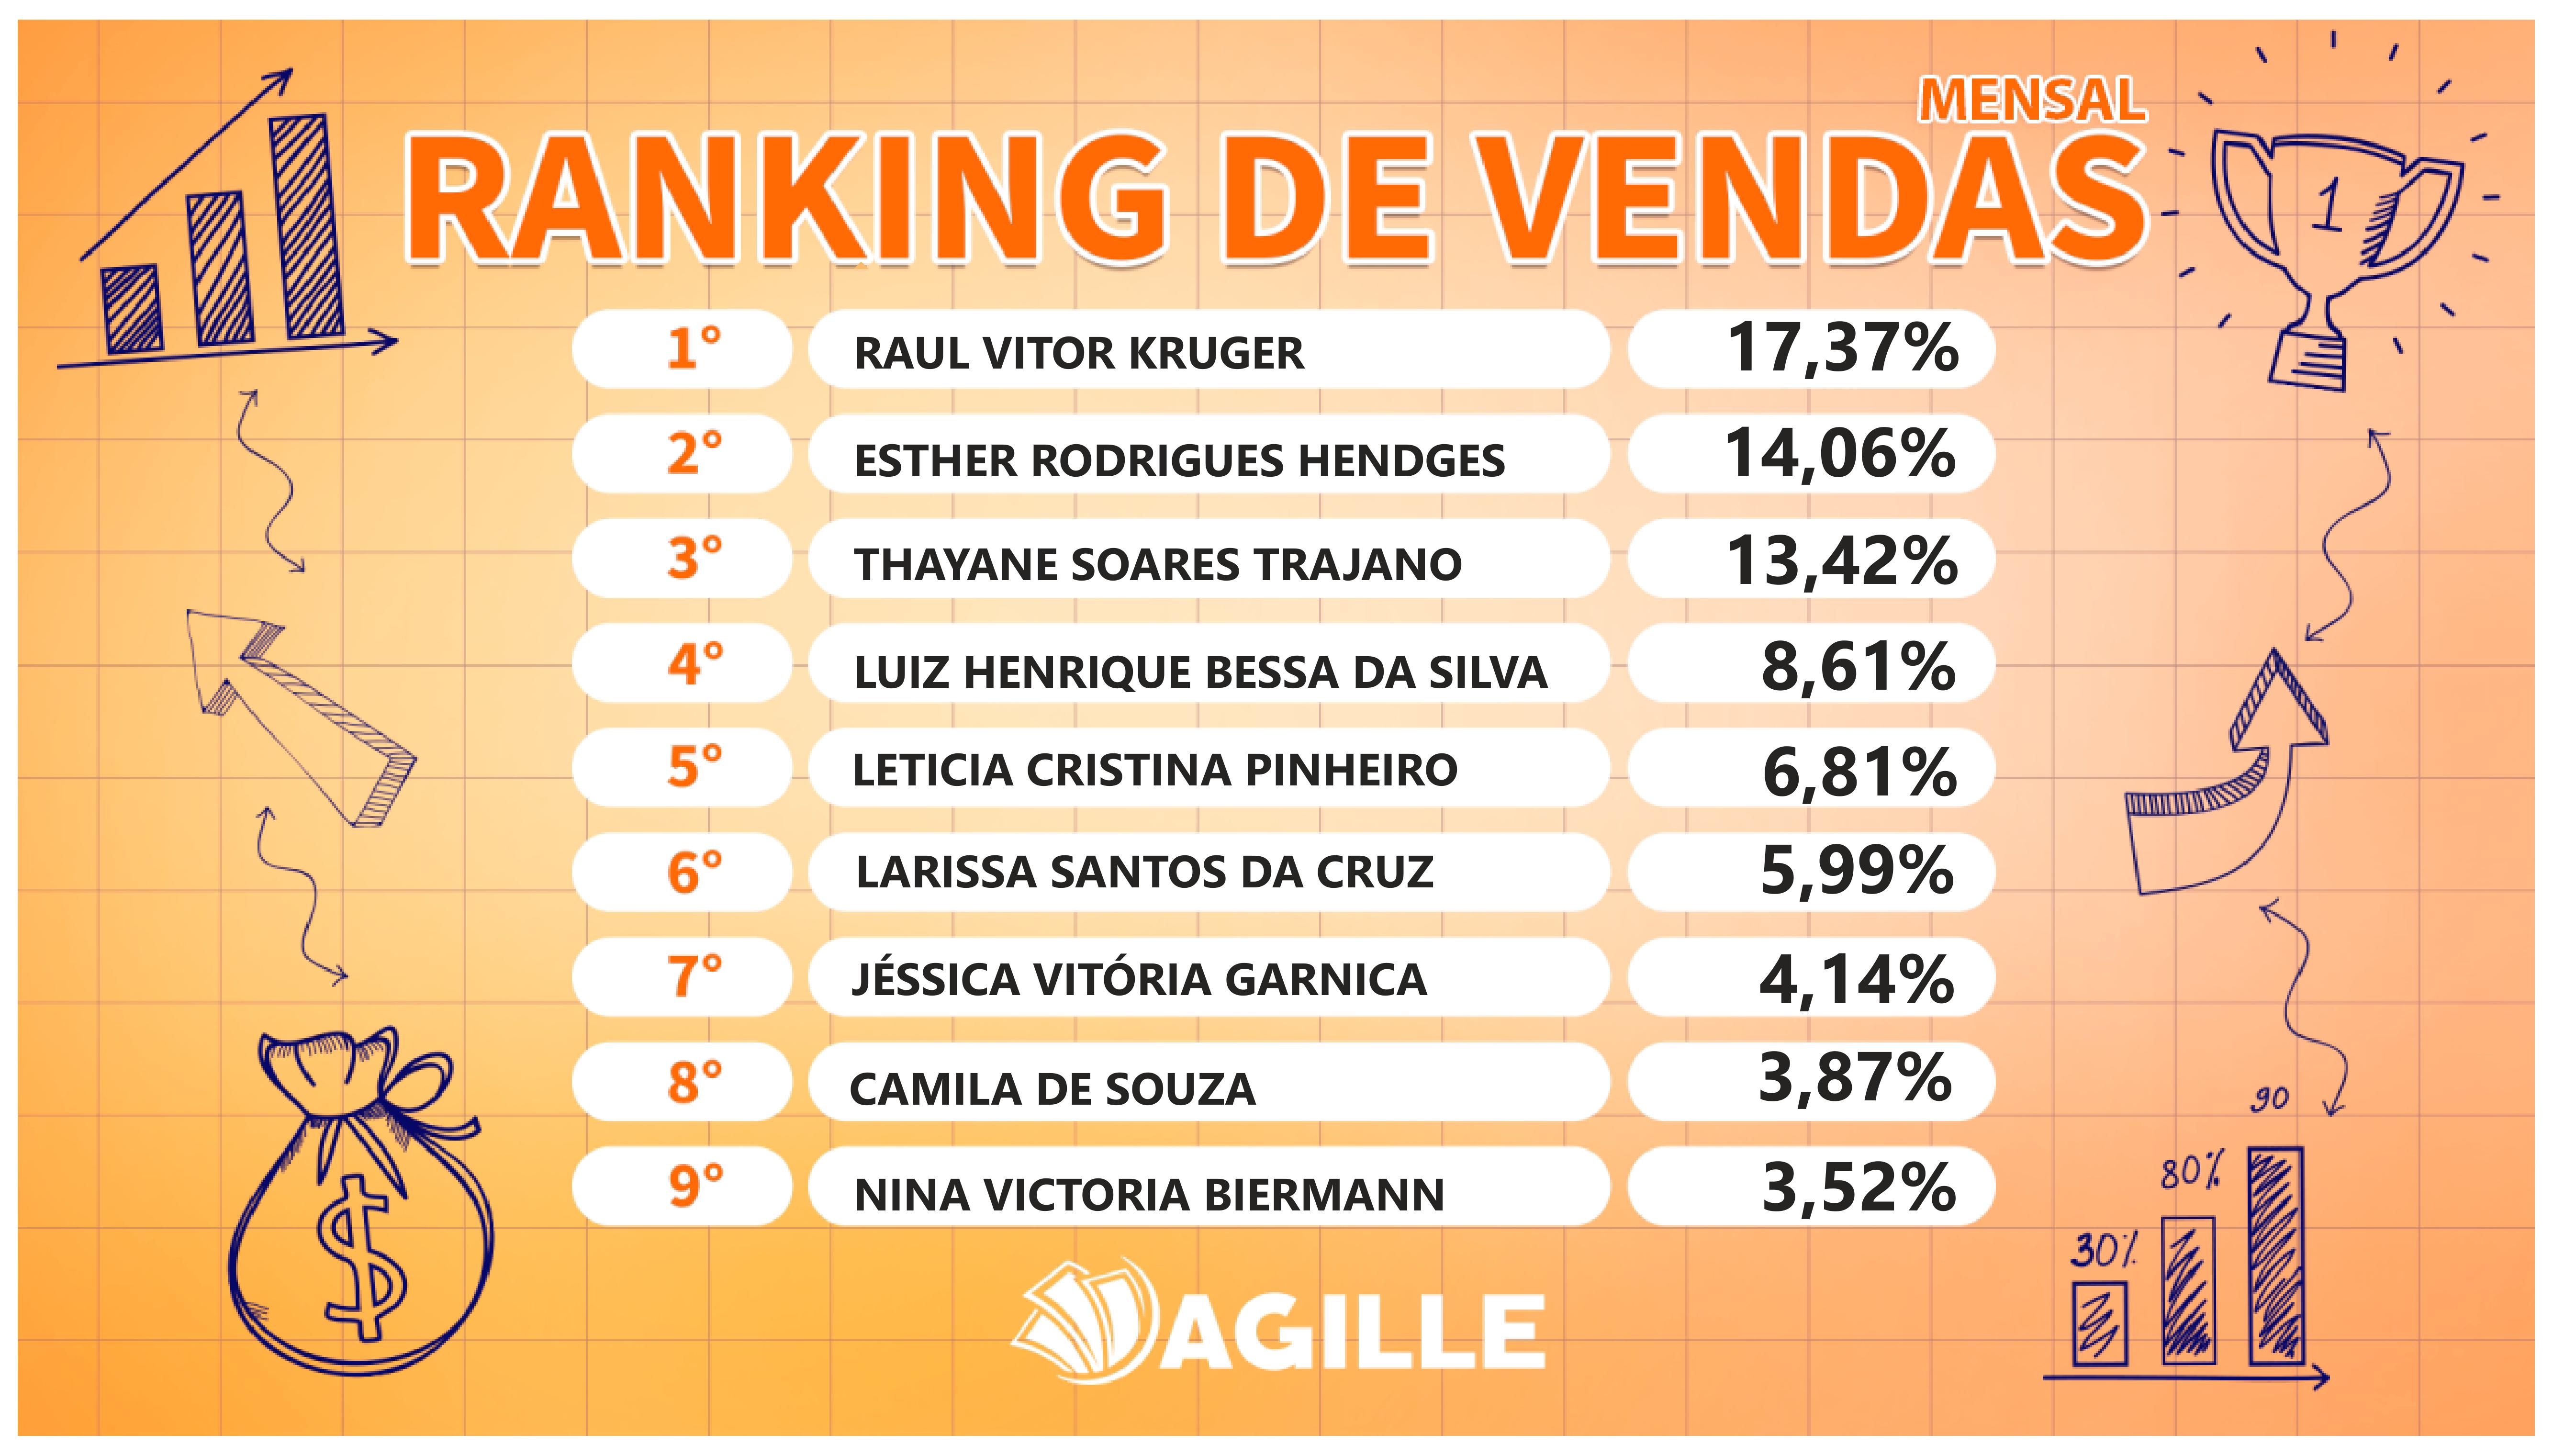 MENSAL
RANKING DE VENDAS
1
1° RAUL VITOR KRUGER 17,37%
2° ESTHER RODRIGUES HENDGES 14,06%
3° THAYANE SOARES TRAJANO 13,42%
4° LUIZ HENRIQUE BESSA DA SILVA 8,61%
5° LETICIA CRISTINA PINHEIRO 6,81%
6° LARISSA SANTOS DA CRUZ 5,99%
7° JÉSSICA VITÓRIA GARNICA 4,14%
8° CAMILA DE SOUZA 3,87%
9° NINA VICTORIA BIERMANN 3,52%
90
80%
30%
$
AGILLE